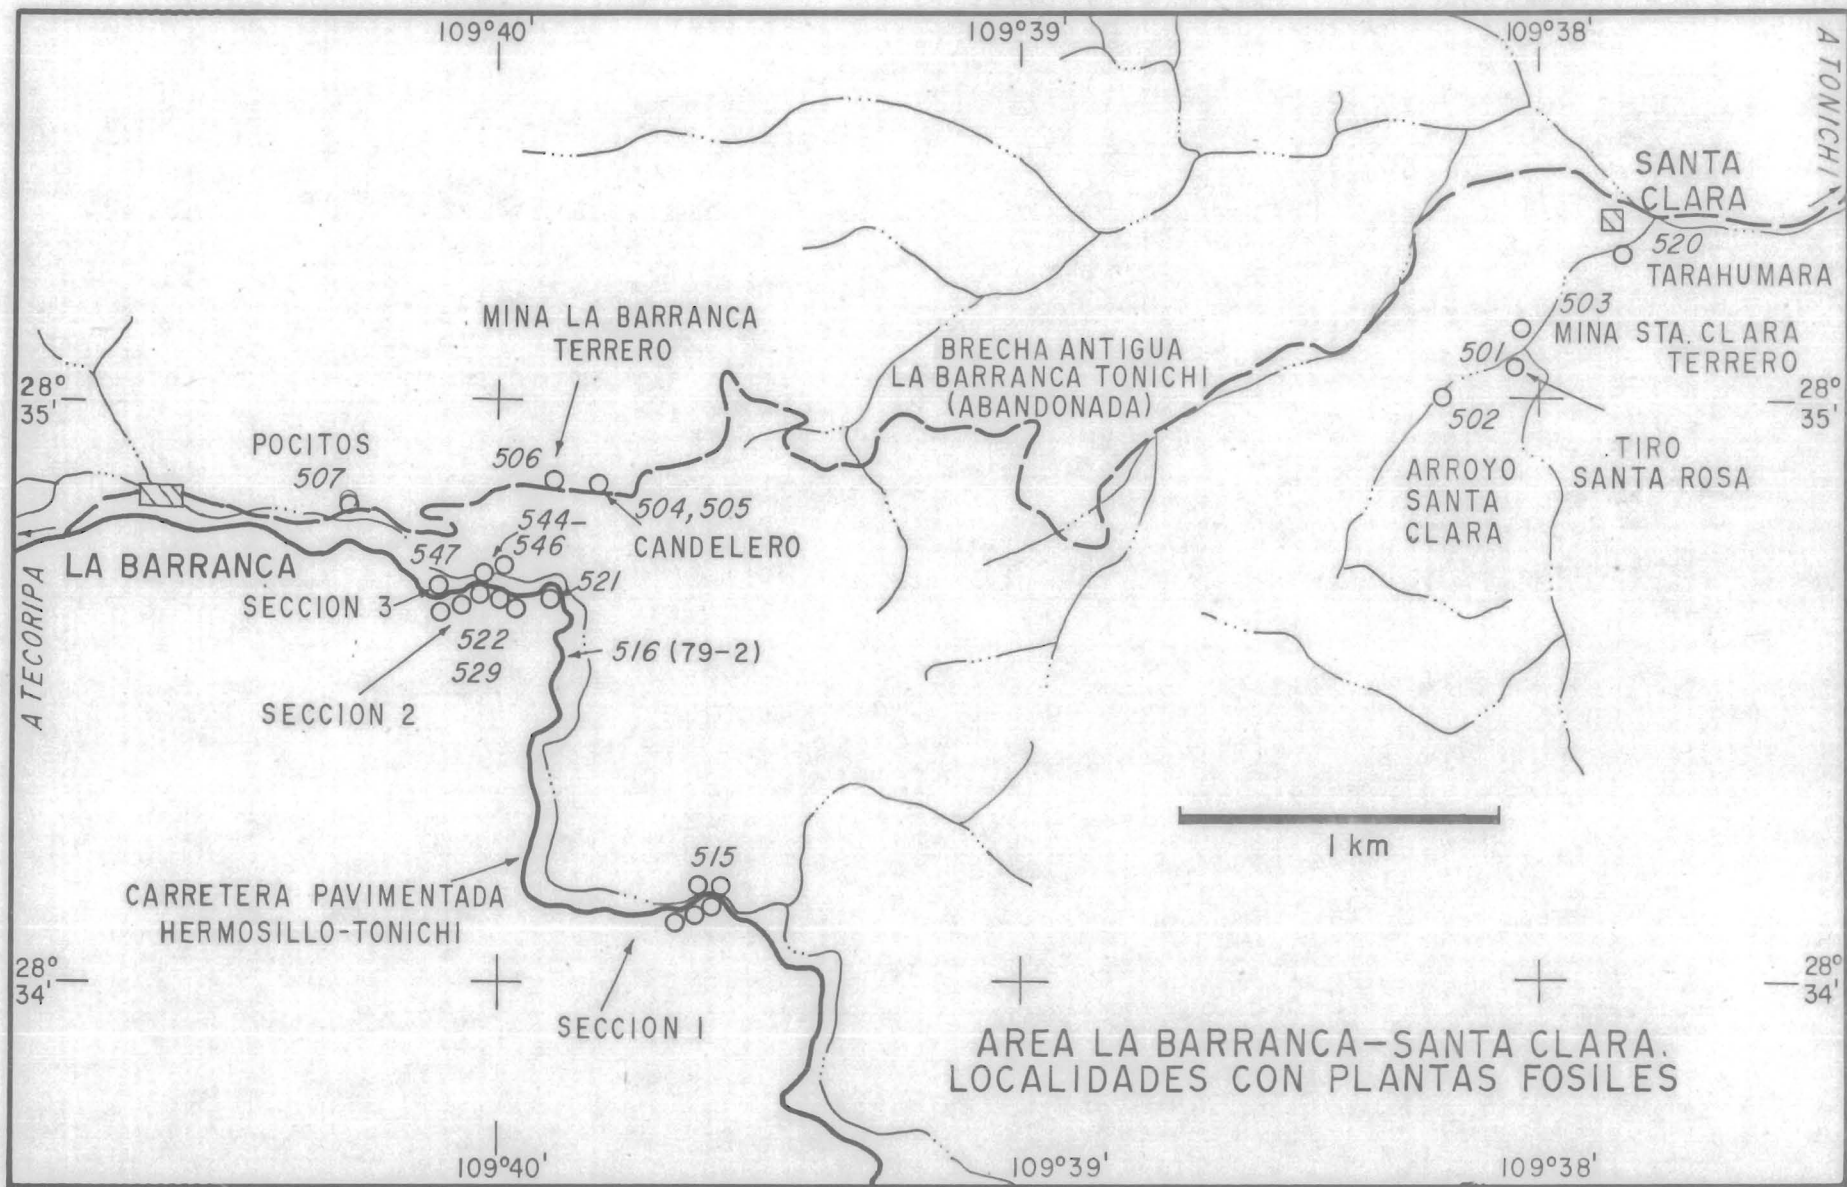 109°40'
109°39'
109°38'
A TONICHI
SANTA
CLARA
520
TARAHUMARA
503
MINA STA. CLARA
TERRERO
501
502
MINA LA BARRANCA
TERRERO
BRECHA ANTIGUA
LA BARRANCA TONICHI
(ABANDONADA)
28°
35'
28°
35'
POCITOS
507
506
504, 505
CANDELERO
TIRO
SANTA ROSA
ARROYO
SANTA
CLARA
544-
546
547
521
LA BARRANCA
SECCION 3
522
529
516 (79-2)
A TECORIPA
SECCION 2
1 km
515
CARRETERA PAVIMENTADA
HERMOSILLO-TONICHI
28°
34'
28°
34'
SECCION 1
AREA LA BARRANCA-SANTA CLARA.
LOCALIDADES CON PLANTAS FOSILES
109°40'
109°39'
109°38'